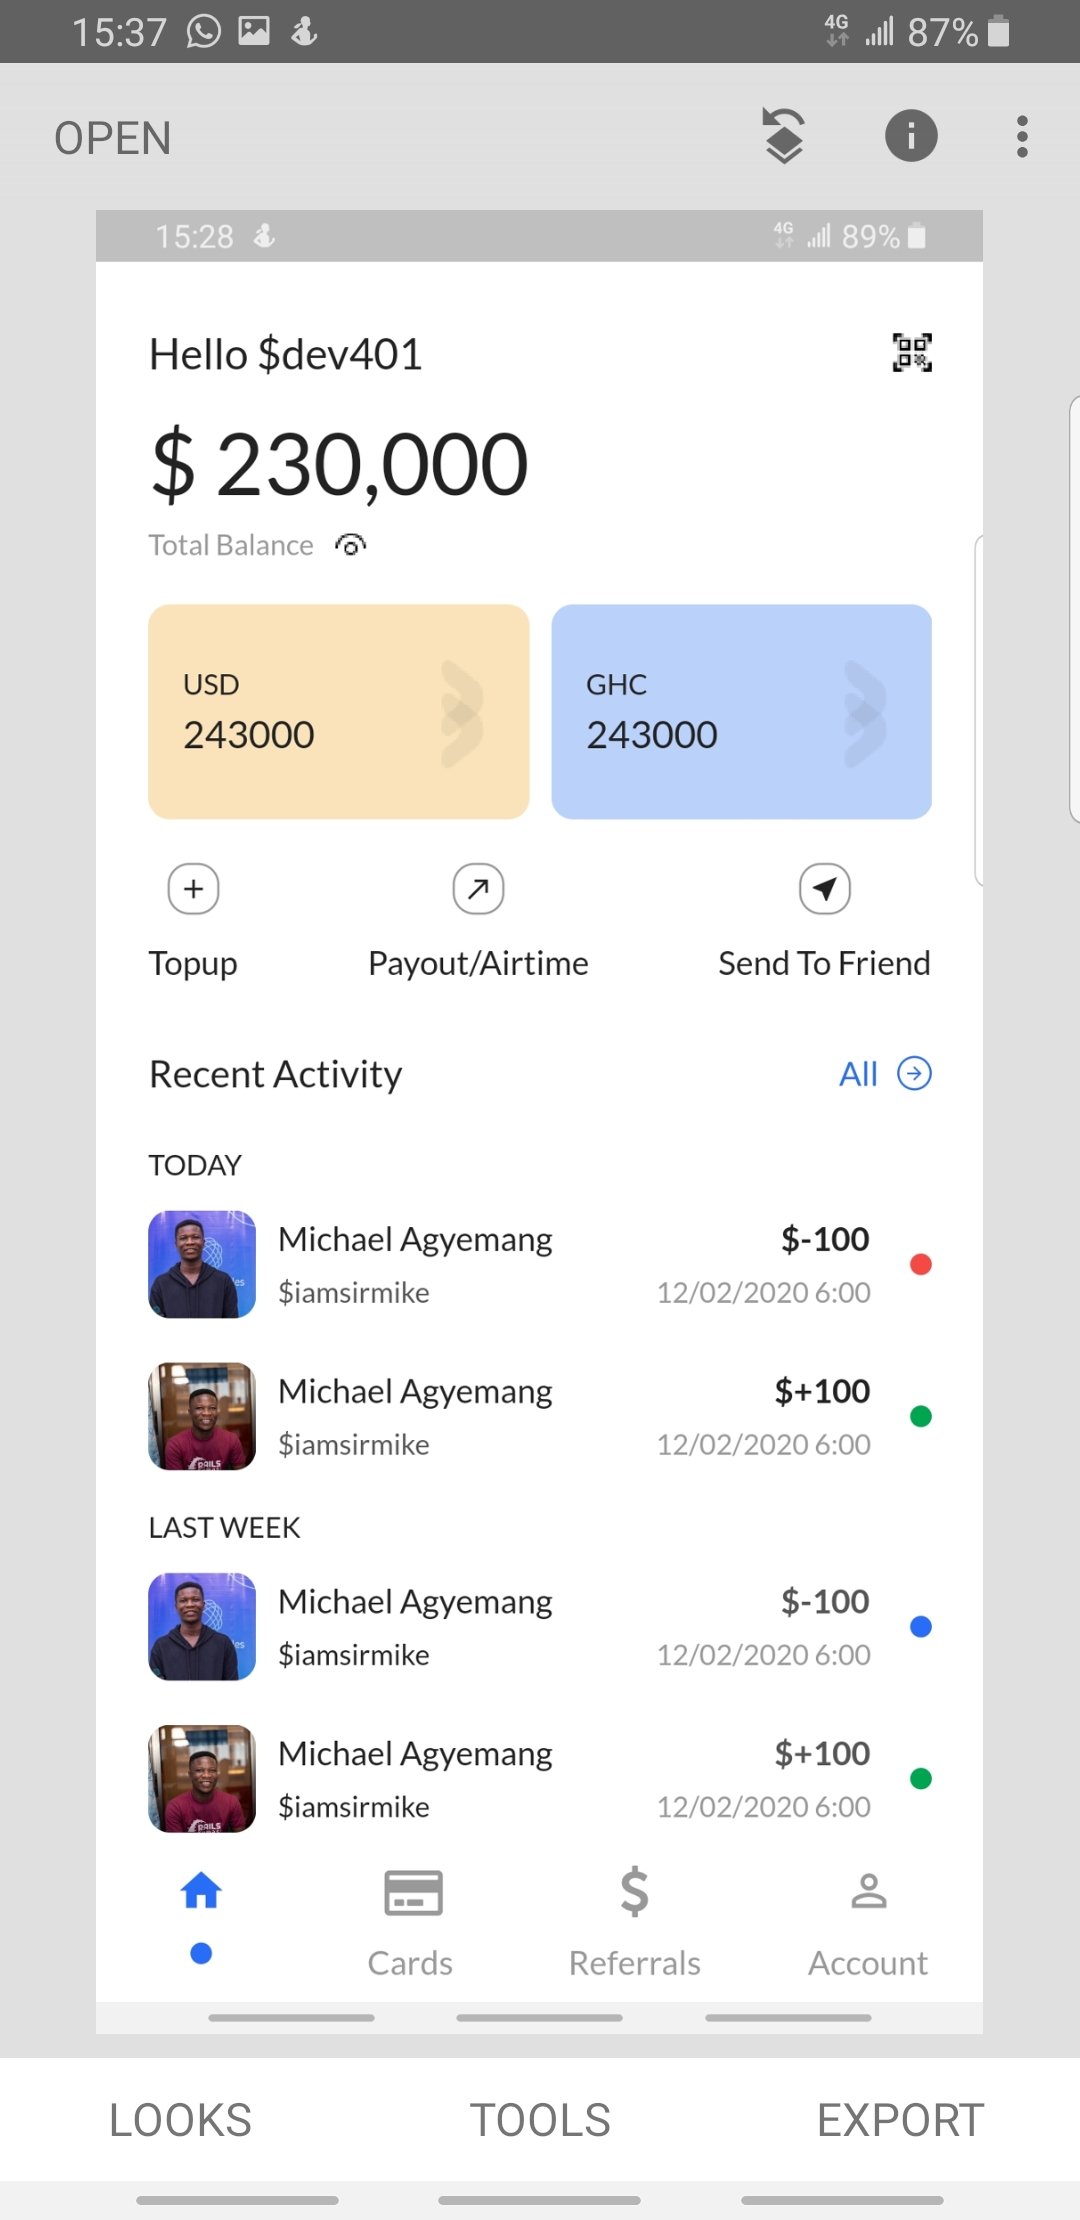 15:37
4G 87%
OPEN
15:28
4G 89%
Hello $dev401
$ 230,000
Total Balance
USD
243000
GHC
243000
Topup
Payout/Airtime
Send To Friend
Recent Activity
All
TODAY
Michael Agyemang
$-100
$iamsirmike
12/02/2020 6:00
Michael Agyemang
$+100
$iamsirmike
12/02/2020 6:00
LAST WEEK
Michael Agyemang
$-100
$iamsirmike
12/02/2020 6:00
Michael Agyemang
$+100
$iamsirmike
12/02/2020 6:00
Cards
Referrals
Account
LOOKS
TOOLS
EXPORT